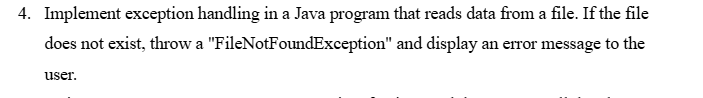 4. Implement exception handling in a Java program that reads data from a file. If the file
does not exist, throw a "FileNotFoundException" and display an error message to the
user.